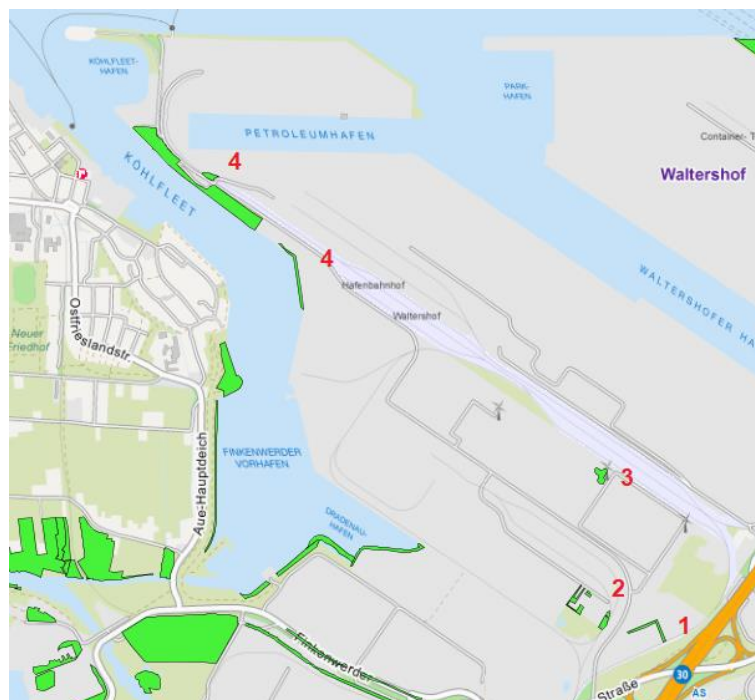 KÖHLFLEET-
HAFEN
PARK-
HAFEN
PETROLEUMHAFEN
Container- T
4
Waltershof
KÖHLFLEET
4
WALTERSHOFER HA
Hafenbahnhof
Waltershof
Ostfrieslandstr.
Neuer
Friedhof
Aue-Hauptdeich
FINKENWERDER
VORHAFEN
3
DRADENAU-
HAFEN
2
1
Finkenwerder
Straße
30
AS